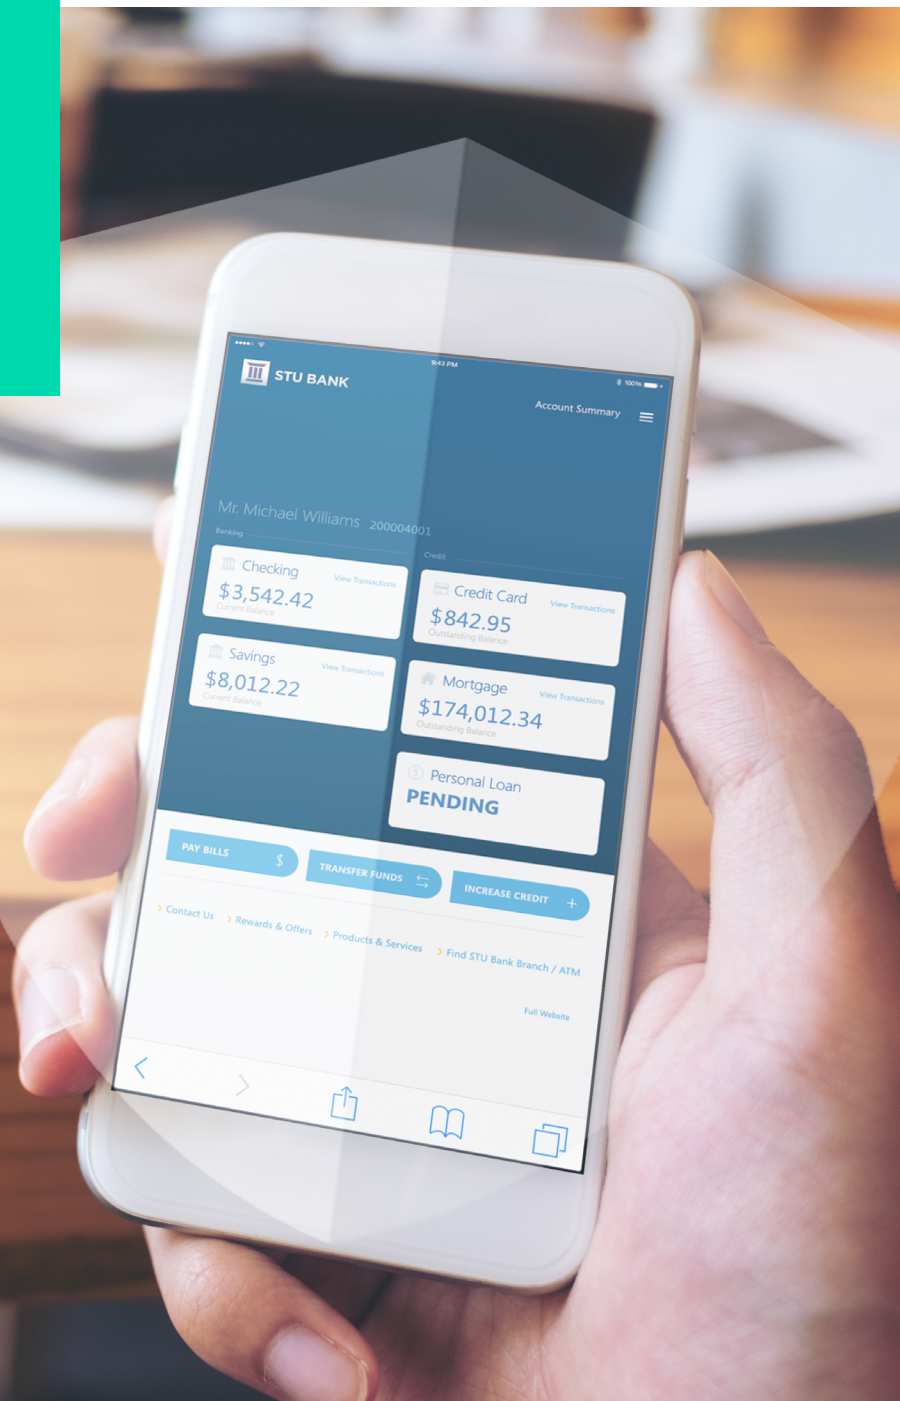 9:43 PM
100%
STU BANK
Account Summary
Mr. Michael Williams 200004001
Banking
Checking
View Transactions
$3,542.42
Current Balance
Savings
View Transactions
$8,012.22
Current Balance
Credit
Credit Card
View Transactions
$842.95
Outstanding Balance
Mortgage
View Transactions
$174,012.34
Outstanding Balance
$ Personal Loan
PENDING
PAY BILLS $
TRANSFER FUNDS
INCREASE CREDIT +
> Contact Us > Rewards & Offers > Products & Services > Find STU Bank Branch / ATM
Full Website